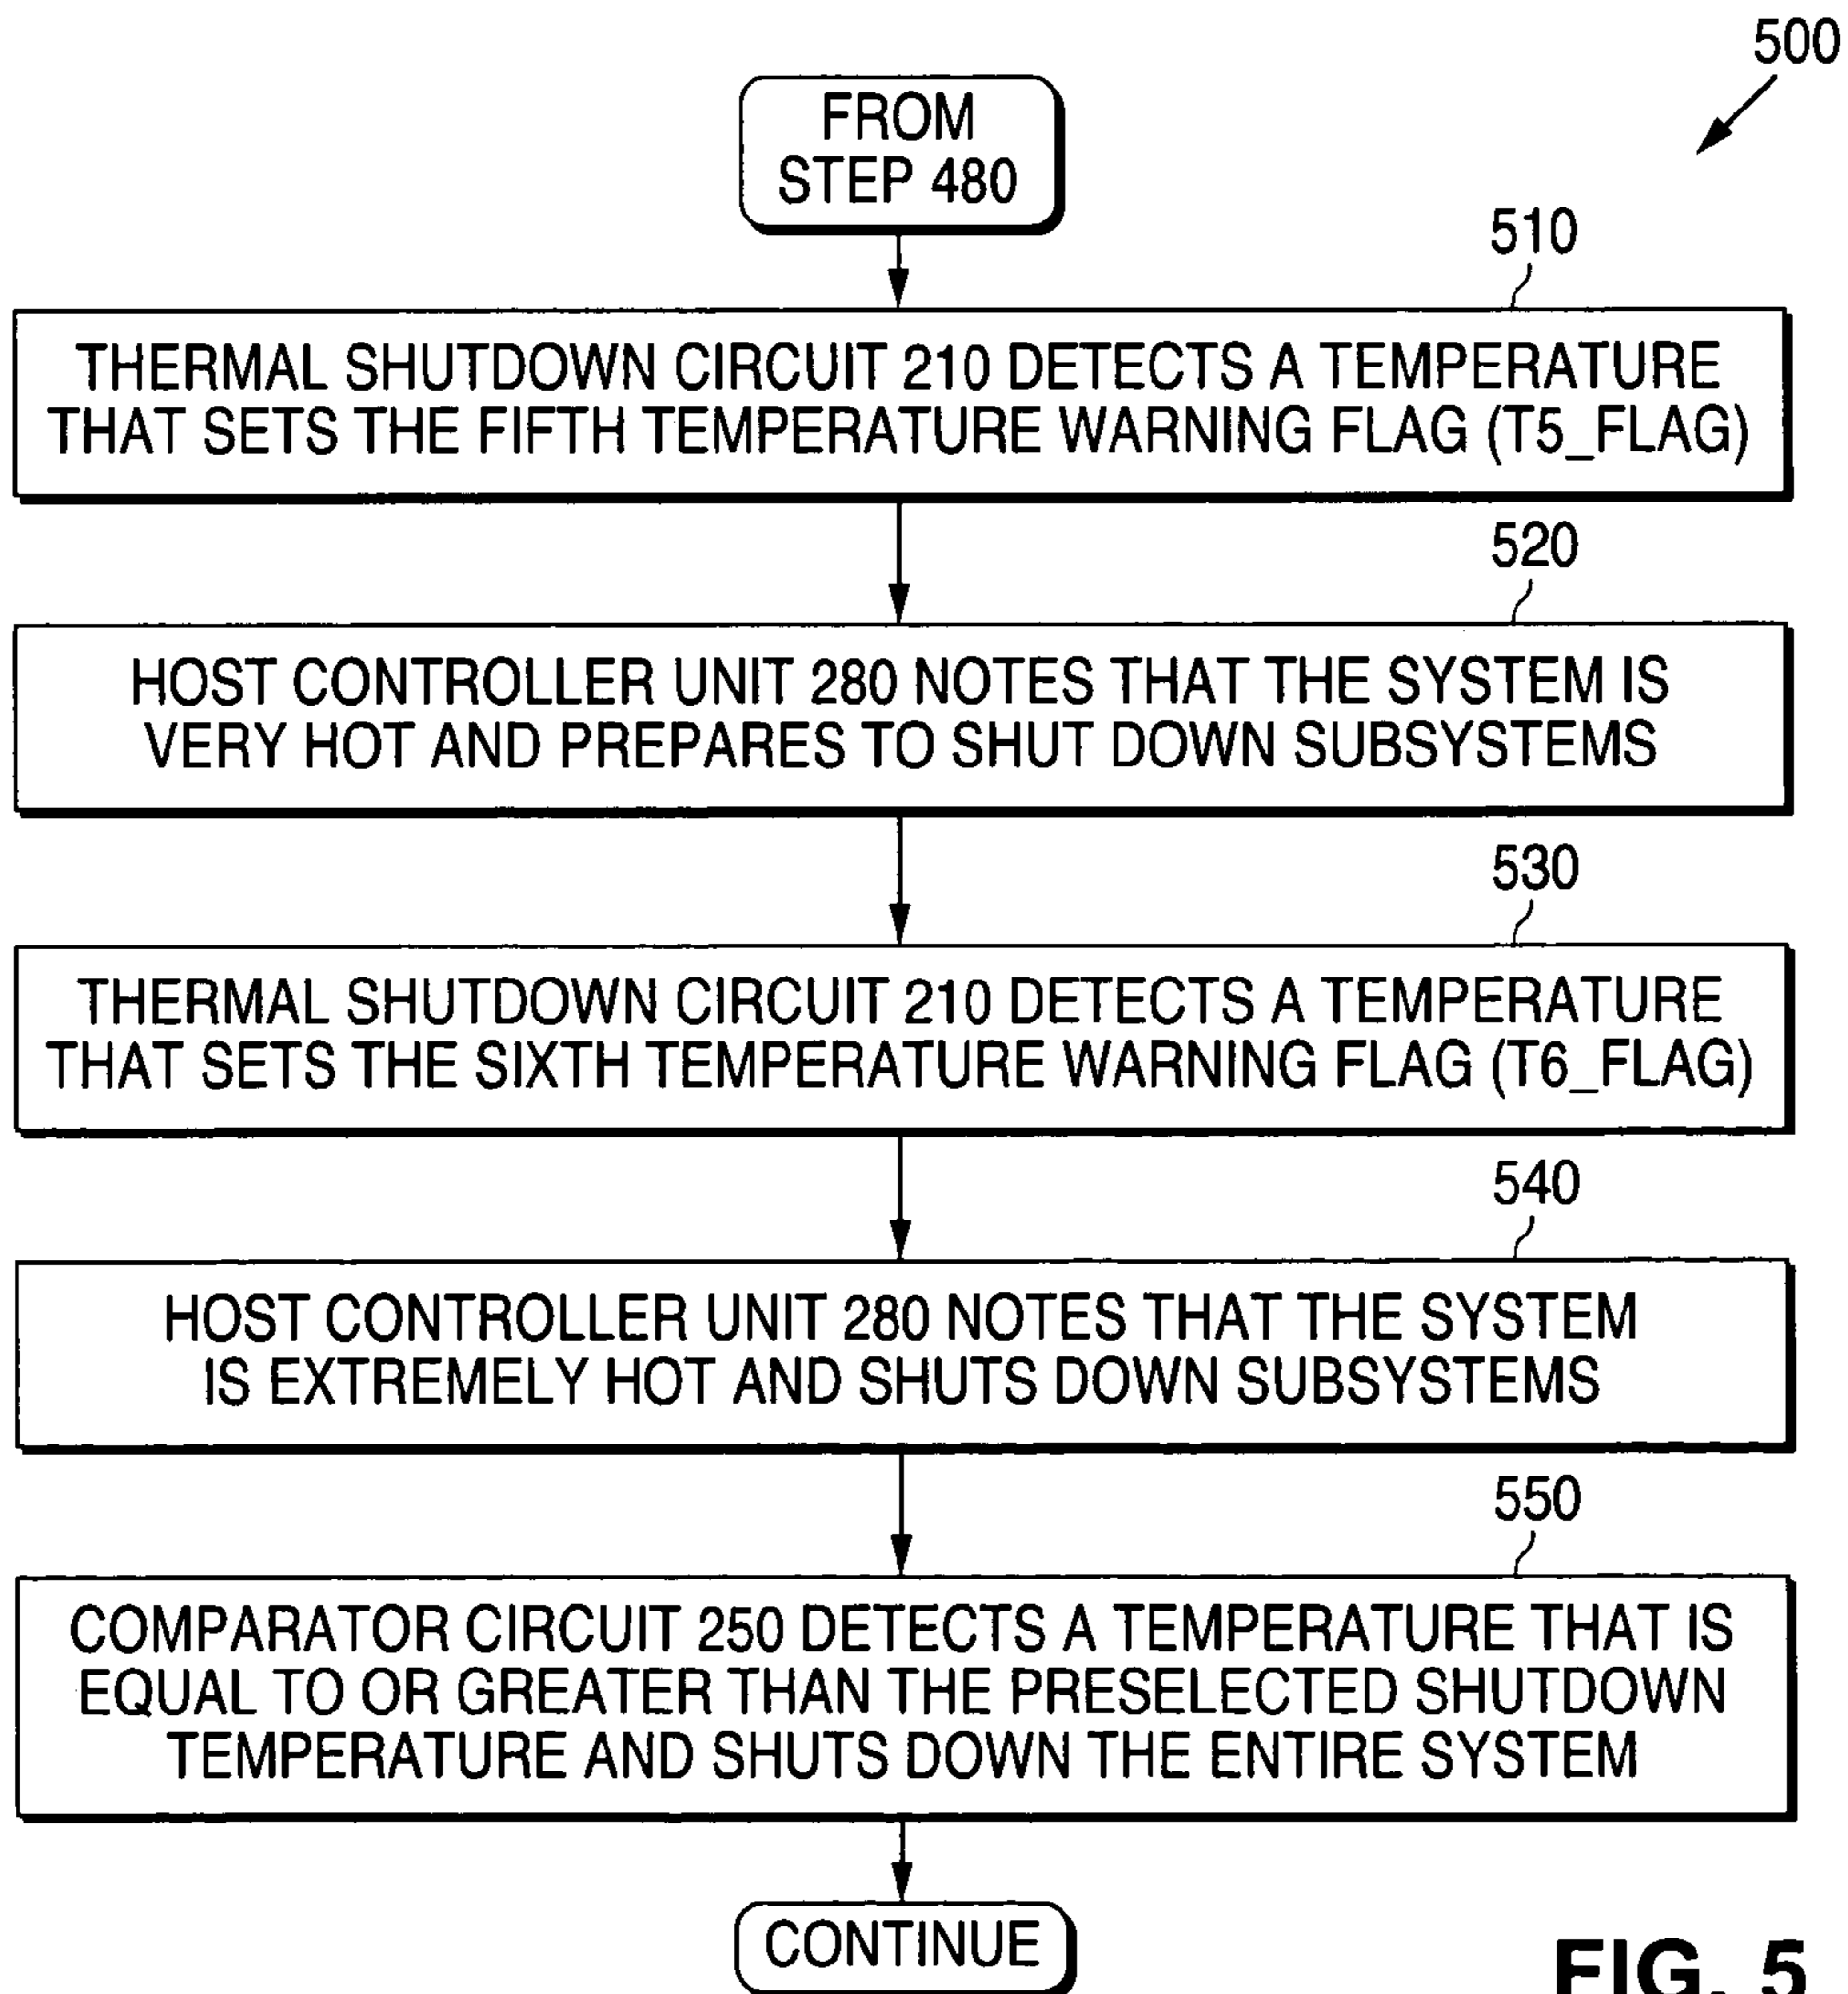 500
FROM
STEP 480
510
THERMAL SHUTDOWN CIRCUIT 210 DETECTS A TEMPERATURE
THAT SETS THE FIFTH TEMPERATURE WARNING FLAG (T5_FLAG)
520
HOST CONTROLLER UNIT 280 NOTES THAT THE SYSTEM IS
VERY HOT AND PREPARES TO SHUT DOWN SUBSYSTEMS
530
THERMAL SHUTDOWN CIRCUIT 210 DETECTS A TEMPERATURE
THAT SETS THE SIXTH TEMPERATURE WARNING FLAG (T6_FLAG)
540
HOST CONTROLLER UNIT 280 NOTES THAT THE SYSTEM
IS EXTREMELY HOT AND SHUTS DOWN SUBSYSTEMS
550
COMPARATOR CIRCUIT 250 DETECTS A TEMPERATURE THAT IS
EQUAL TO OR GREATER THAN THE PRESELECTED SHUTDOWN
TEMPERATURE AND SHUTS DOWN THE ENTIRE SYSTEM
CONTINUE
FIG. 5